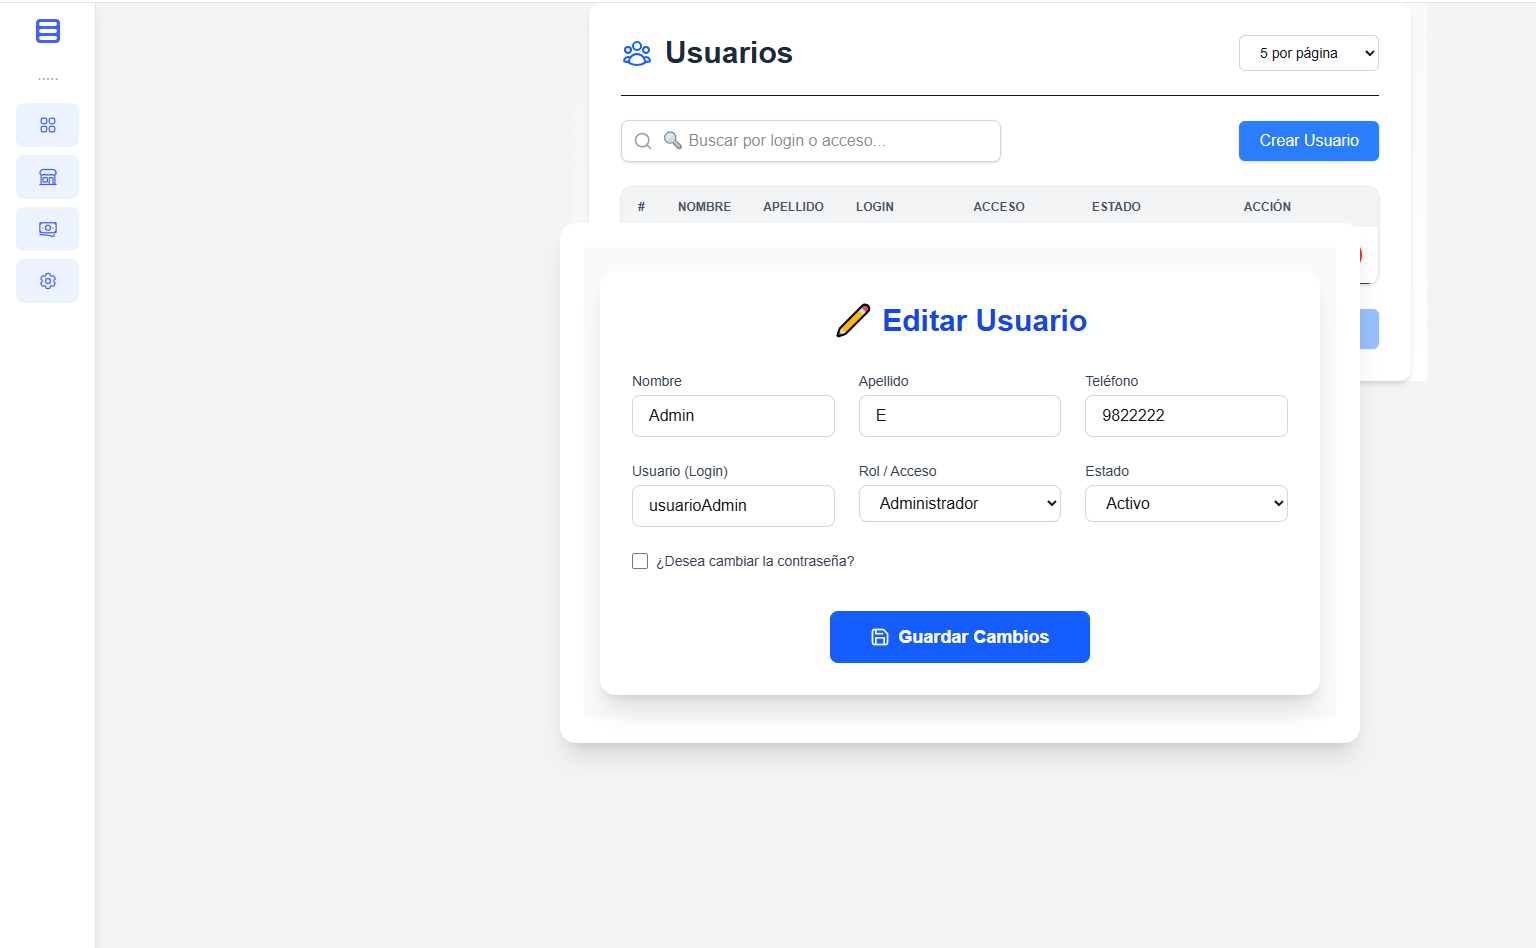 .....
Usuarios
5 por página
🔍 Buscar por login o acceso...
Crear Usuario
# NOMBRE APELLIDO LOGIN ACCESO ESTADO ACCIÓN
✏️ Editar Usuario
Nombre Apellido Teléfono
Admin E 9822222
Usuario (Login) Rol / Acceso Estado
usuarioAdmin Administrador Activo
¿Desea cambiar la contraseña?
Guardar Cambios